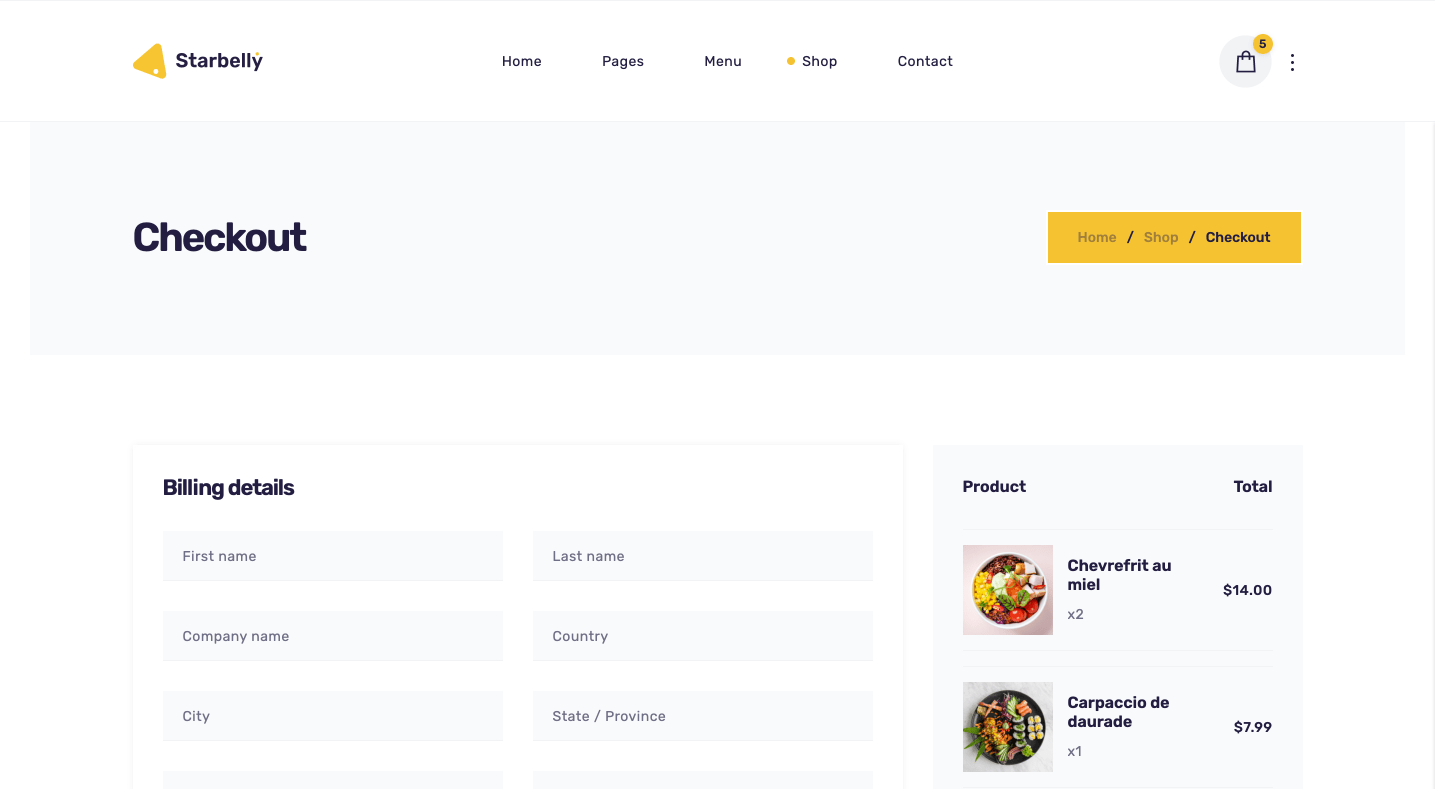 Starbelly
Home Pages Menu Shop Contact
5
Checkout
Home / Shop / Checkout
Billing details
First name Last name
Company name Country
City State / Province
Product Total
Chevrefrit au
miel
x2
$14.00
Carpaccio de
daurade
x1
$7.99